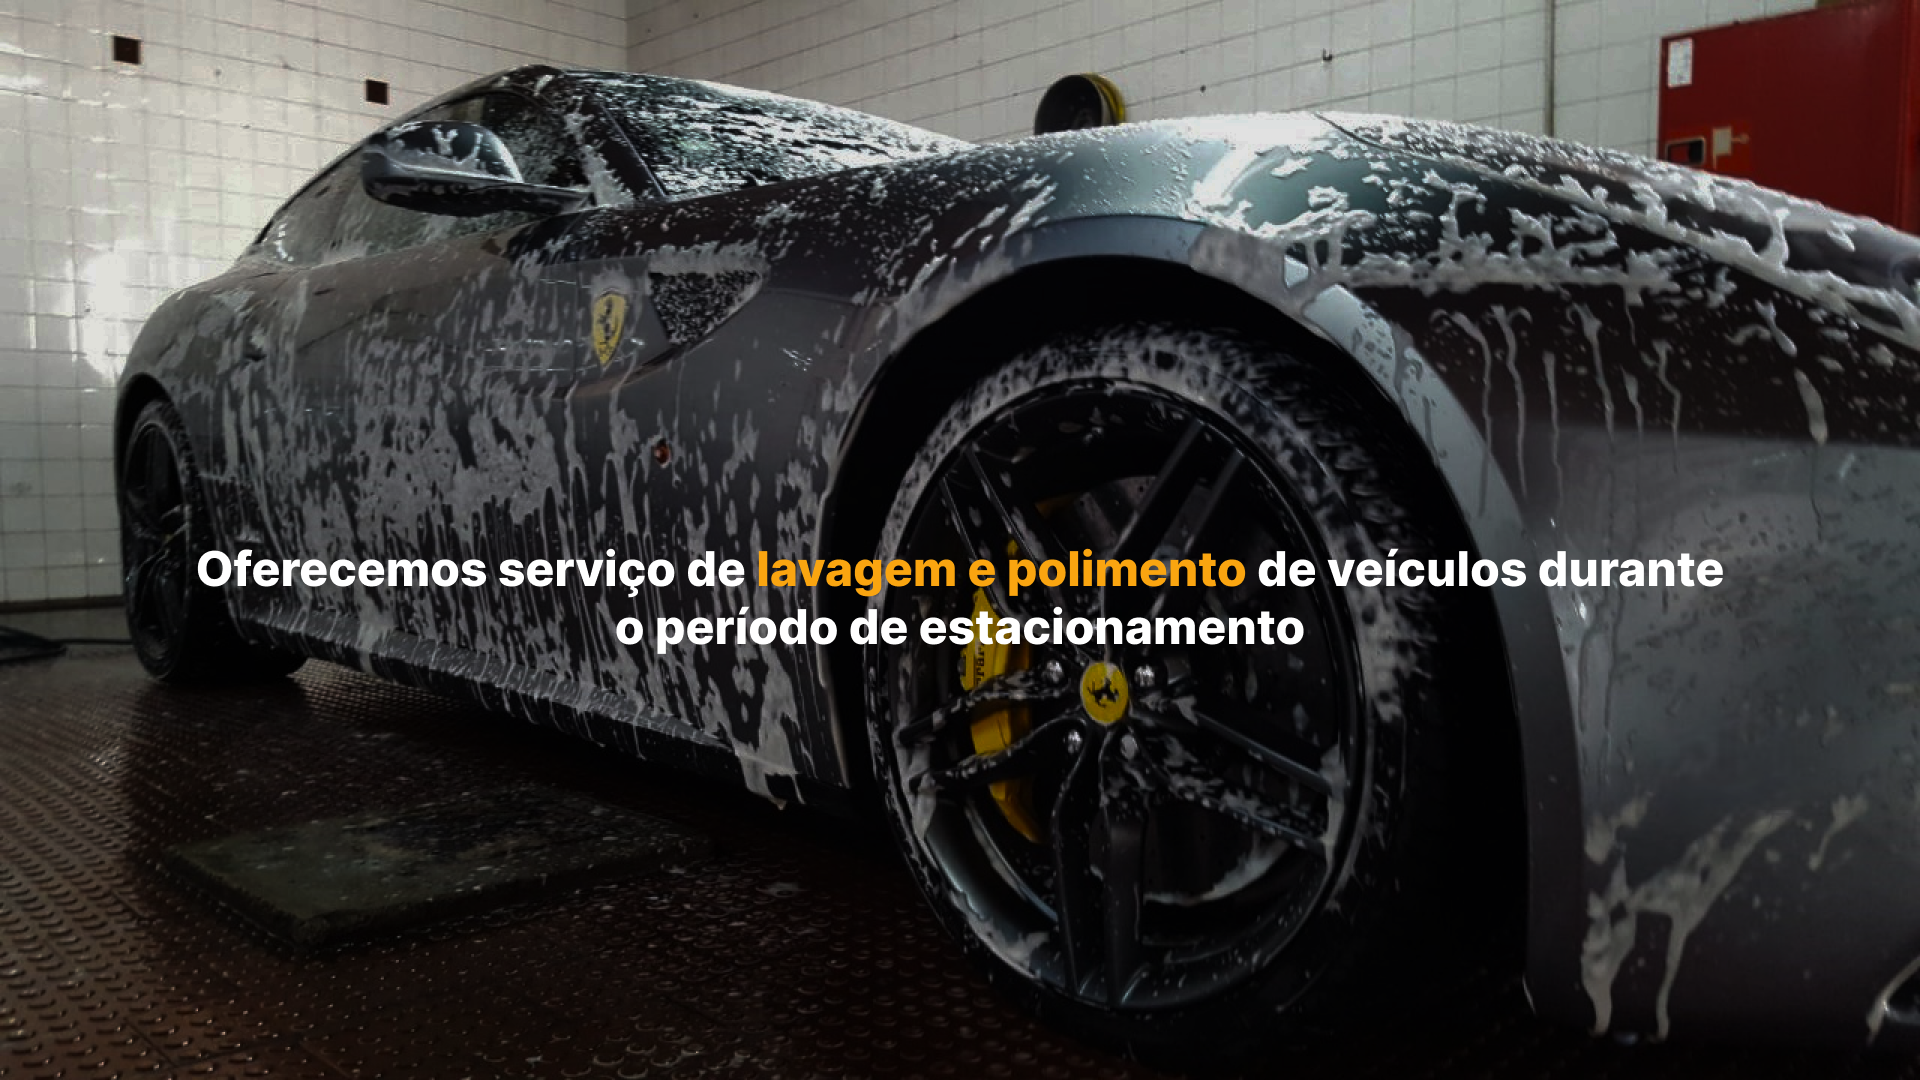 Oferecemos serviço de lavagem e polimento de veículos durante
o período de estacionamento